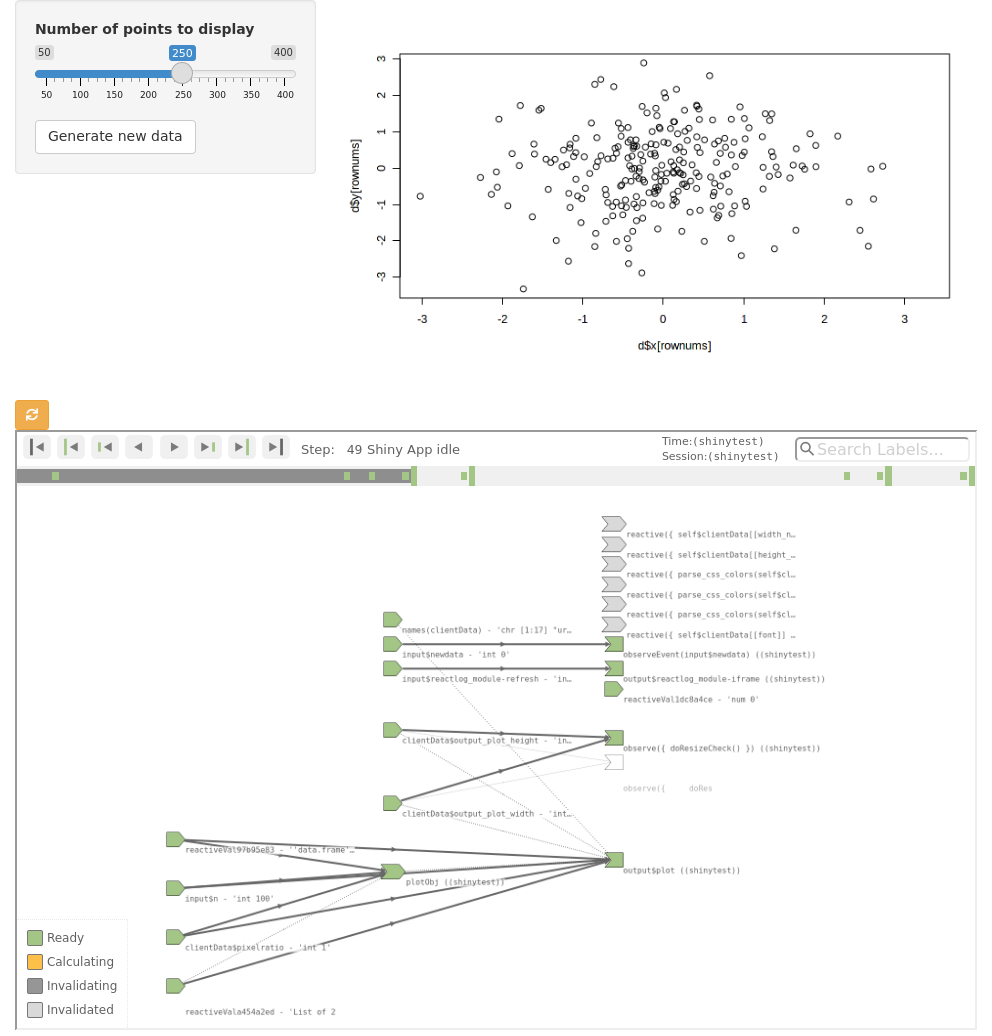 Number of points to display
50 250 400
50 100 150 200 250 300 350 400
Generate new data
3
2
1
0
-1
-2
-3
d$y[rownums]
-3 -2 -1 0 1 2 3
d$x[rownums]
Step: 49 Shiny App idle
Time:(shinytest)
Session:(shinytest)
Search Labels...
reactive({ self$clientData[[width_n…
reactive({ self$clientData[[height_…
reactive({ parse_css_colors(self$cl…
reactive({ parse_css_colors(self$cl…
reactive({ parse_css_colors(self$cl…
reactive({ self$clientData[[font]] …
names(clientData) - 'chr [1:17] "ur…
input$newdata - 'int 0'
observeEvent(input$newdata) ((shinytest))
input$reactlog_module-refresh - 'in…
output$reactlog_module-iframe ((shinytest))
reactiveVal1dc8a4ce - 'num 0'
clientData$output_plot_height - 'in…
observe({ doResizeCheck() }) ((shinytest))
observe({ doRes
clientData$output_plot_width - 'int…
reactiveVal97b95e83 - ''data.frame'…
output$plot ((shinytest))
plotObj ((shinytest))
input$n - 'int 100'
clientData$pixelratio - 'int 1'
reactiveVala454a2ed - 'List of 2
Ready
Calculating
Invalidating
Invalidated